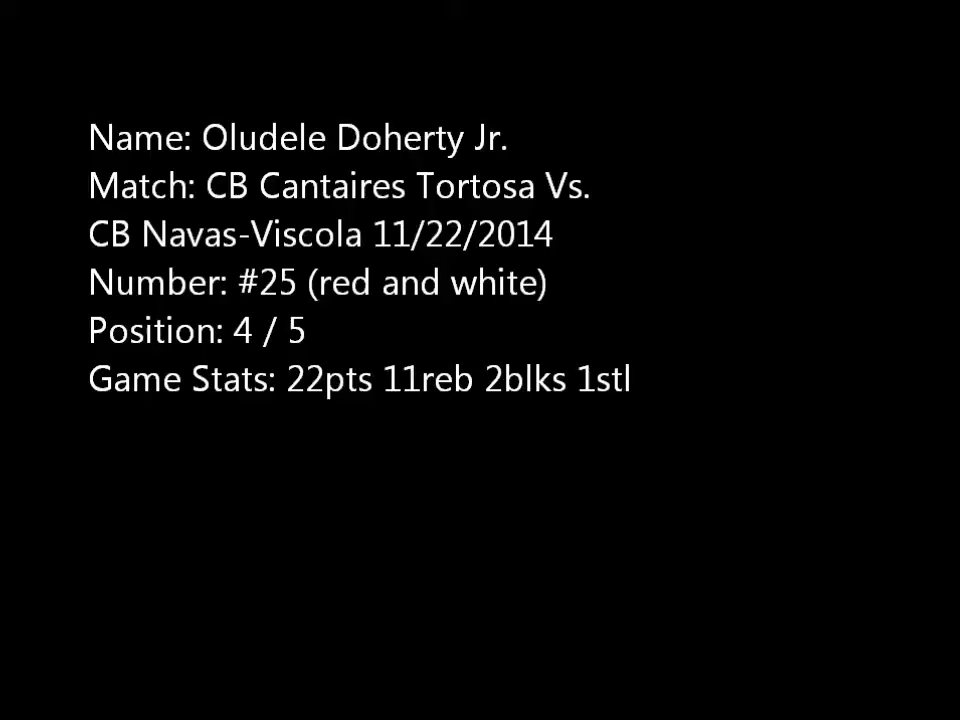 Name: Oludele Doherty Jr.
Match: CB Cantaires Tortosa Vs.
CB Navas-Viscola 11/22/2014
Number: #25 (red and white)
Position: 4 / 5
Game Stats: 22pts 11reb 2blks 1stl